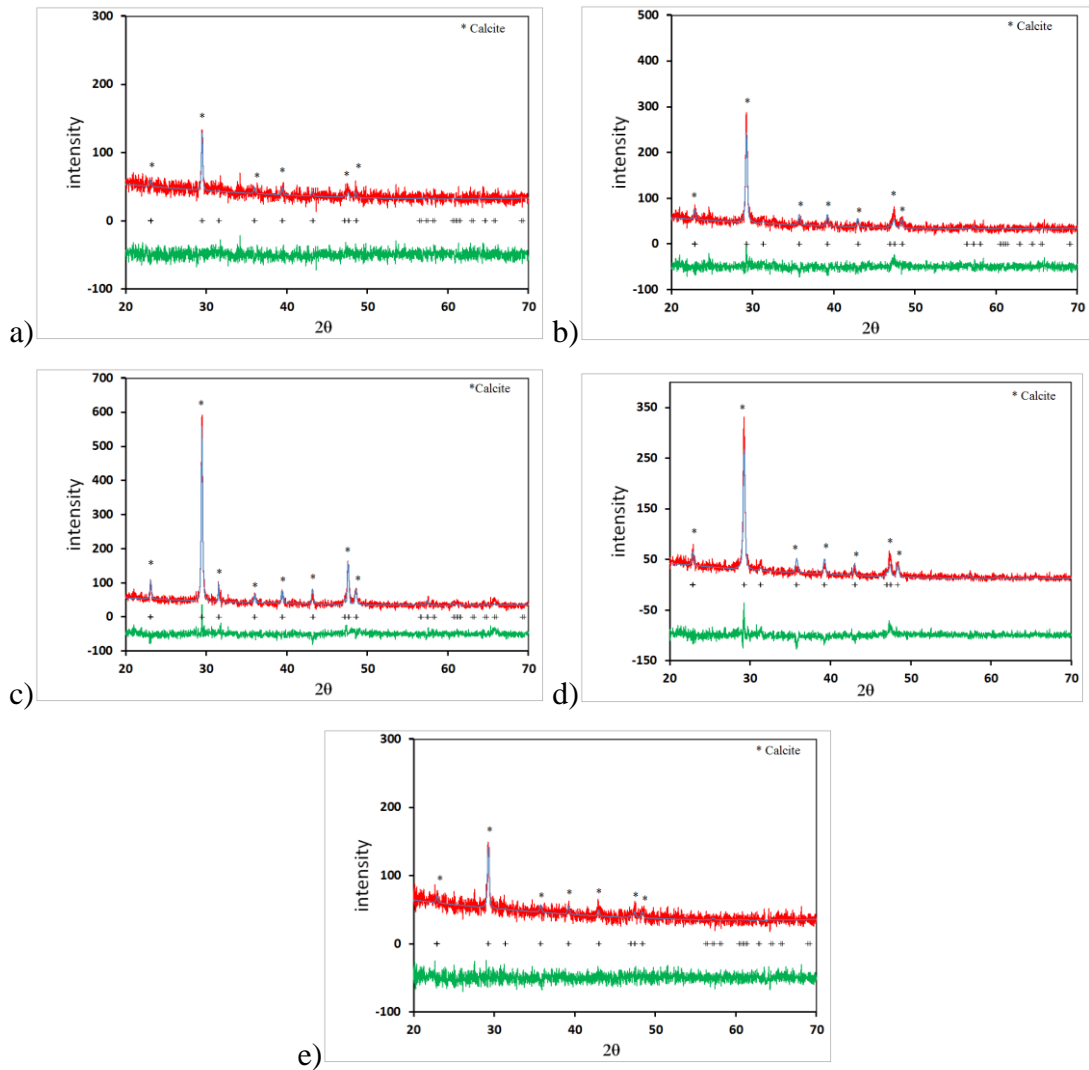 300
* Calcite
200
*
100
* * * * *
0
-100
20 30 40 50 60 70
intensity
2θ
a)
500
* Calcite
400
300
*
200
100
* * * * * *
0
-100
20 30 40 50 60 70
intensity
2θ
b)
700
*Calcite
600
*
500
400
300
200
*
100
* * * * * * *
0
-100
20 30 40 50 60 70
intensity
2θ
c)
* Calcite
350
*
250
150
* * * * * *
50
-50
-150
20 30 40 50 60 70
intensity
2θ
d)
300
* Calcite
200
*
100
* * * * * *
0
-100
20 30 40 50 60 70
intensity
2θ
e)